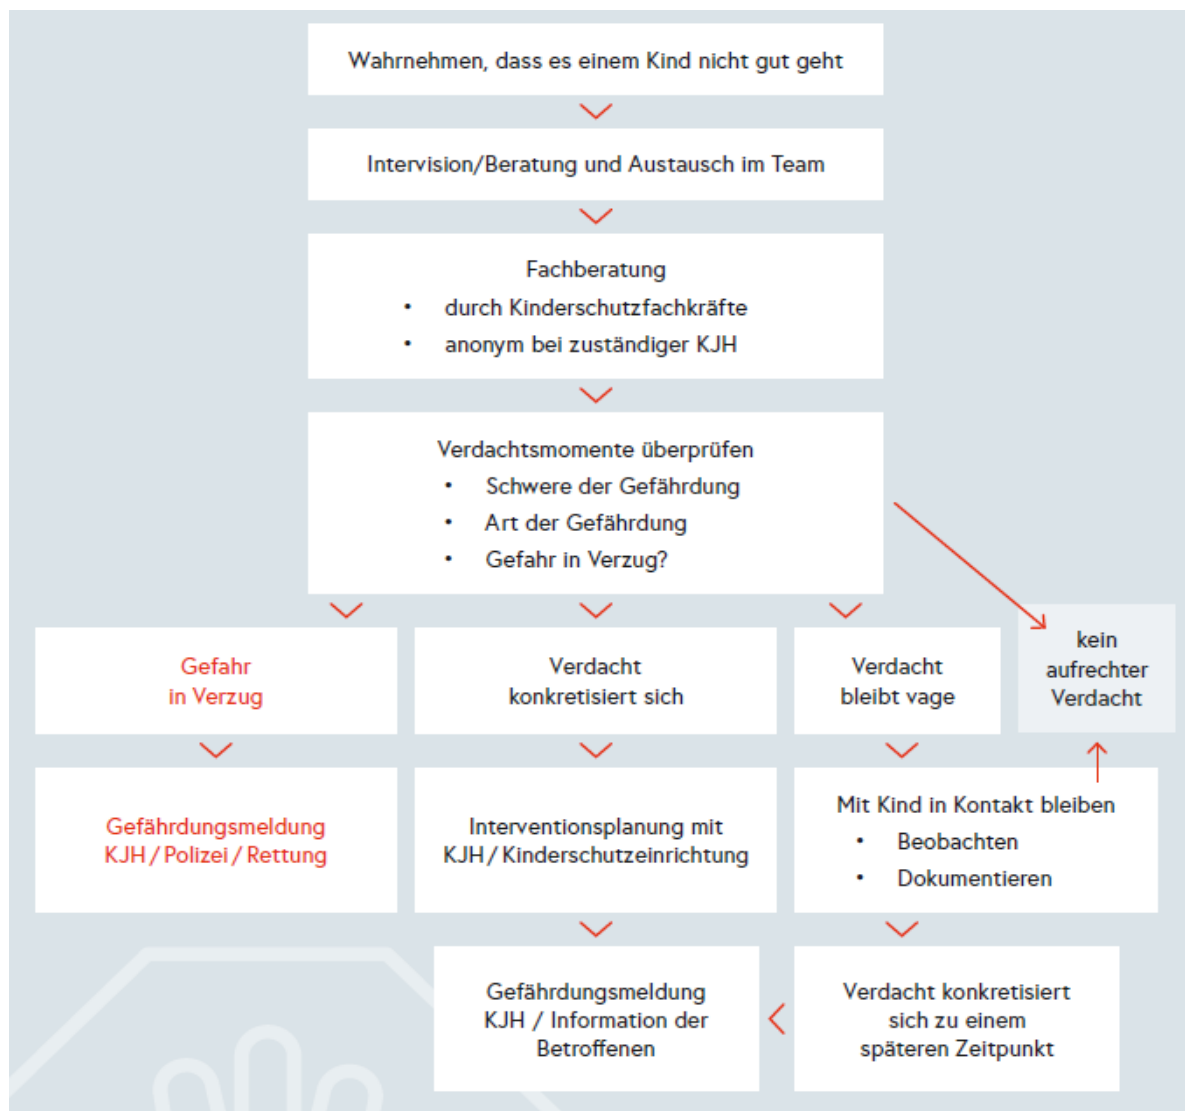 Wahrnehmen, dass es einem Kind nicht gut geht
Intervision/Beratung und Austausch im Team
Fachberatung
• durch Kinderschutzfachkräfte
• anonym bei zuständiger KJH
Verdachtsmomente überprüfen
• Schwere der Gefährdung
• Art der Gefährdung
• Gefahr in Verzug?
Gefahr
in Verzug
Verdacht
konkretisiert sich
Verdacht
bleibt vage
kein
aufrechter
Verdacht
Gefährdungsmeldung
KJH / Polizei / Rettung
Interventionsplanung mit
KJH / Kinderschutzeinrichtung
Mit Kind in Kontakt bleiben
• Beobachten
• Dokumentieren
Gefährdungsmeldung
KJH / Information der
Betroffenen
Verdacht konkretisiert
sich zu einem
späteren Zeitpunkt